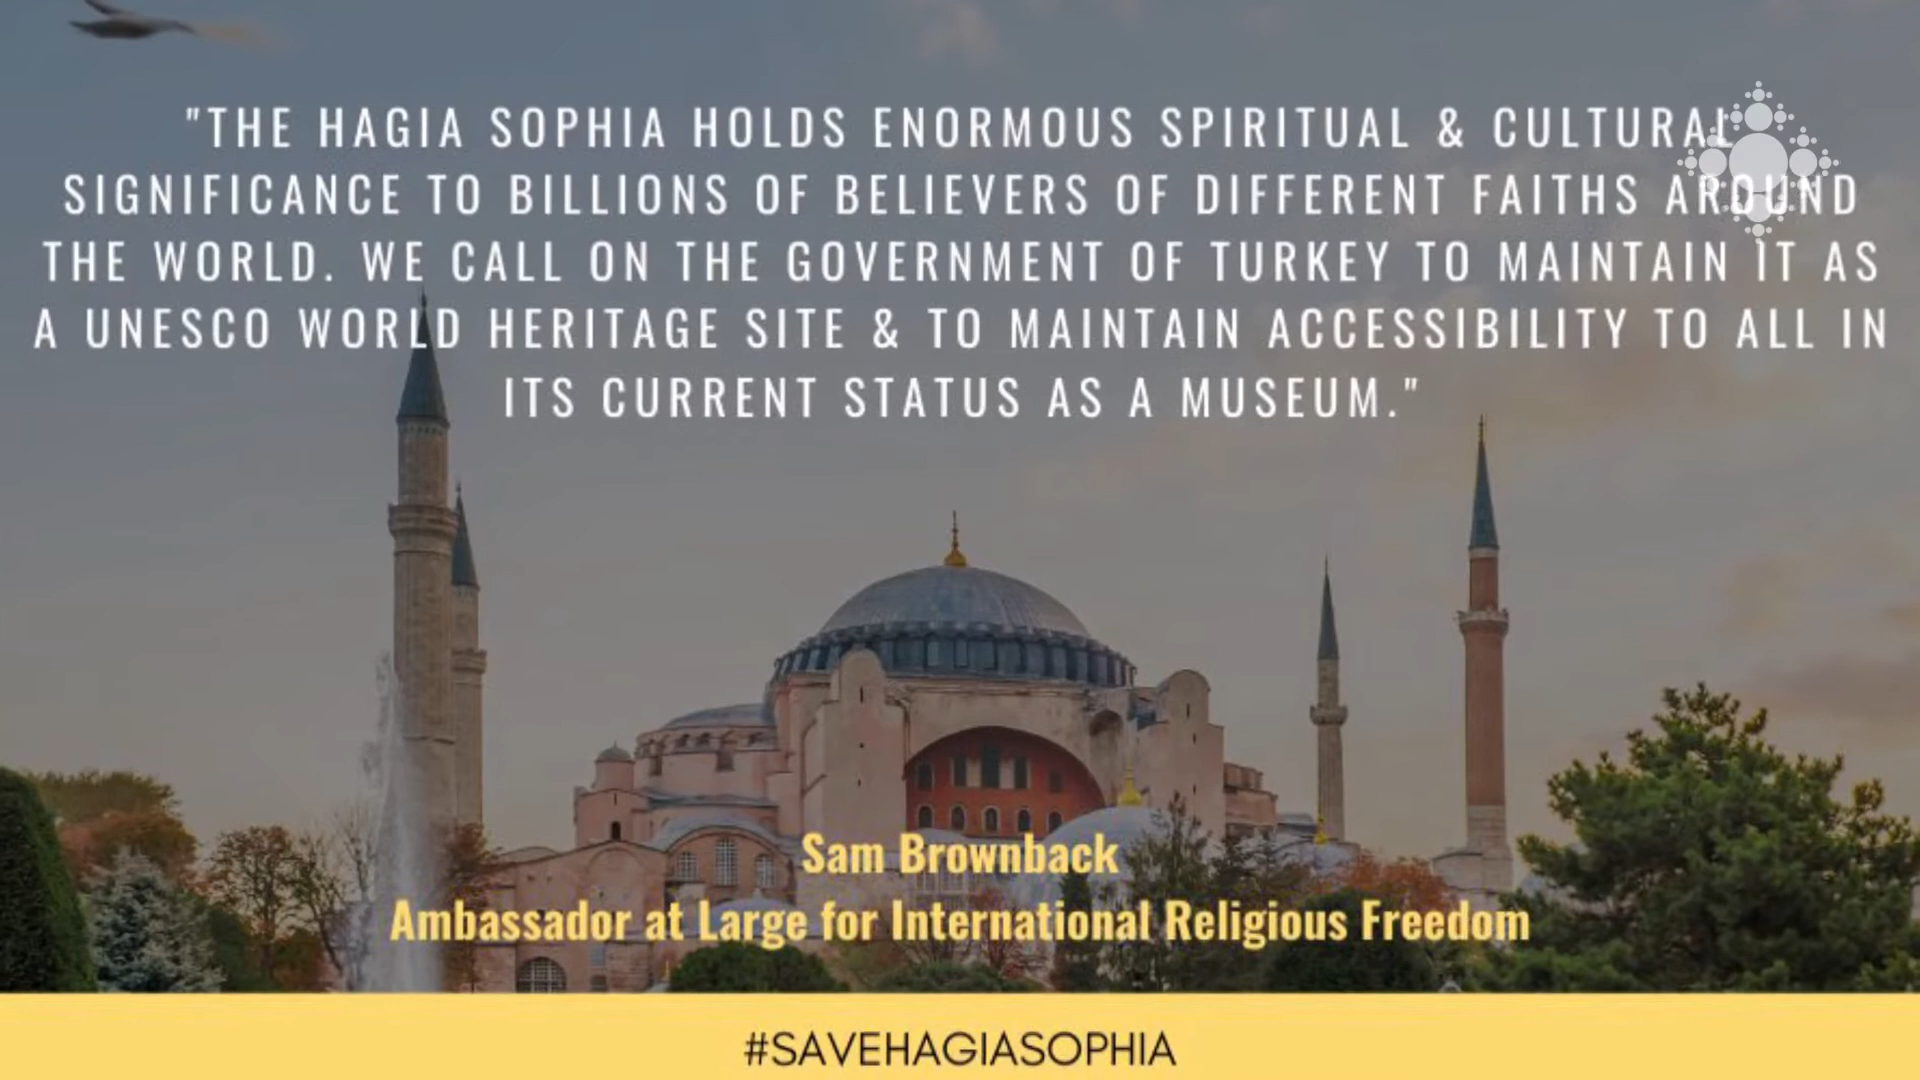 "THE HAGIA SOPHIA HOLDS ENORMOUS SPIRITUAL & CULTURAL
SIGNIFICANCE TO BILLIONS OF BELIEVERS OF DIFFERENT FAITHS AROUND
THE WORLD. WE CALL ON THE GOVERNMENT OF TURKEY TO MAINTAIN IT AS
A UNESCO WORLD HERITAGE SITE & TO MAINTAIN ACCESSIBILITY TO ALL IN
ITS CURRENT STATUS AS A MUSEUM."
Sam Brownback
Ambassador at Large for International Religious Freedom
#SAVEHAGIASOPHIA